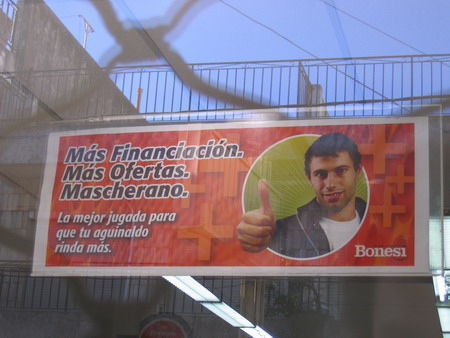 Más Financiación.
Más Ofertas.
Mascherano.
La mejor jugada para
que tu aguinaldo
rinda más.
Bonesi